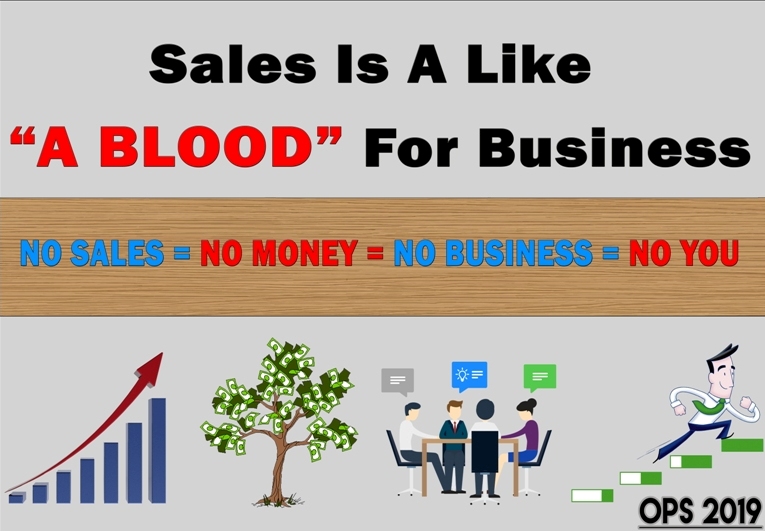 Sales Is A Like
“A BLOOD” For Business
NO SALES = NO MONEY = NO BUSINESS = NO YOU
OPS 2019